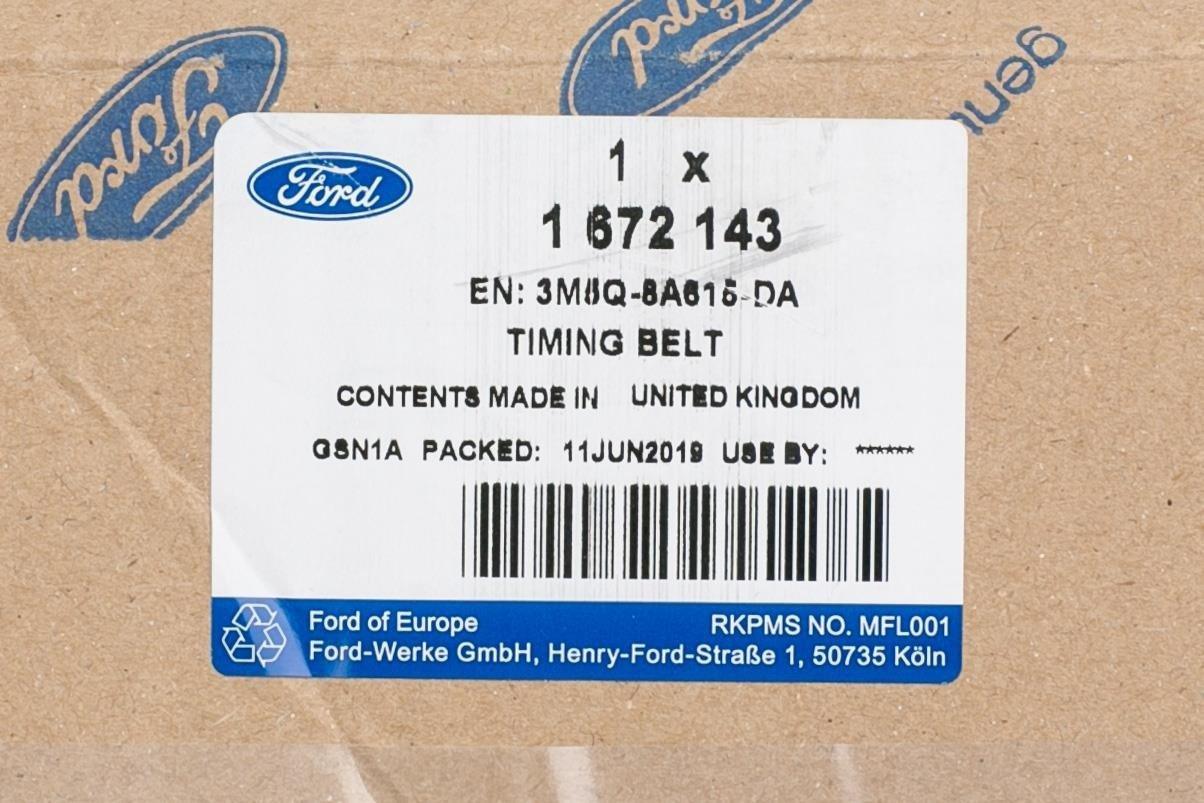 Ford
Ford
genu
Ford
1 x
1 672 143
EN: 3M5Q-8A615-DA
TIMING BELT
CONTENTS MADE IN UNITED KINGDOM
GSN1A PACKED: 11JUN2019 USE BY: ******
Ford of Europe
RKPMS NO. MFL001
Ford-Werke GmbH, Henry-Ford-Straße 1, 50735 Köln